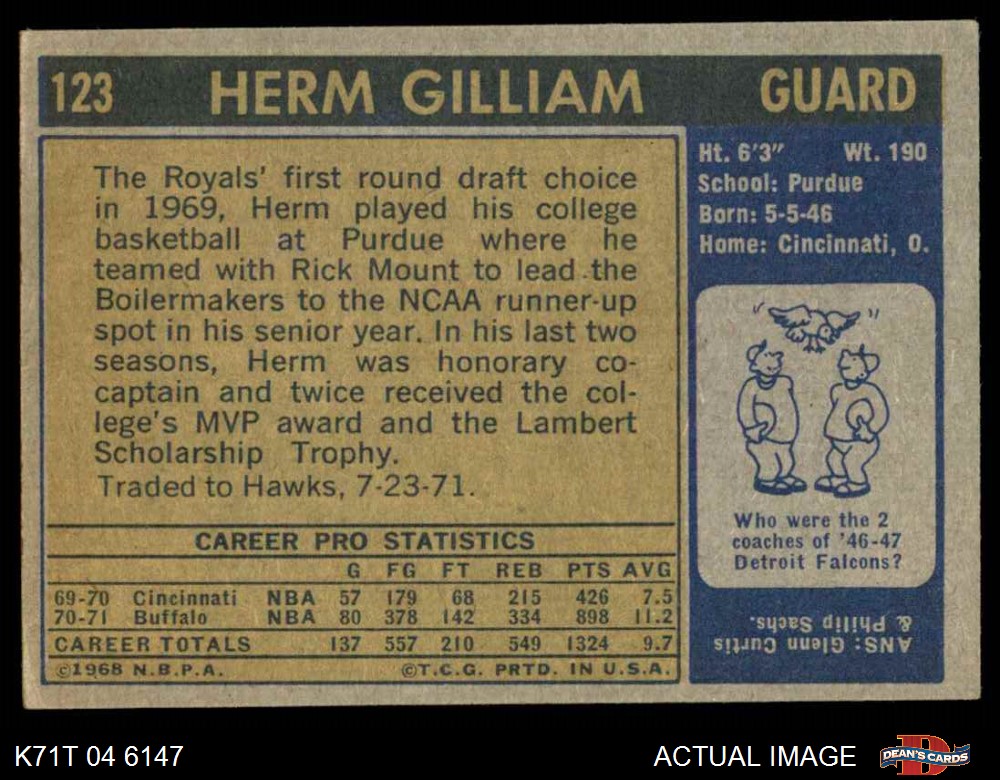 123 HERM GILLIAM GUARD
The Royals' first round draft choice
in 1969, Herm played his college
basketball at Purdue where he
teamed with Rick Mount to lead the
Boilermakers to the NCAA runner-up
spot in his senior year. In his last two
seasons, Herm was honorary co-
captain and twice received the col-
lege's MVP award and the Lambert
Scholarship Trophy.
Traded to Hawks, 7-23-71.
CAREER PRO STATISTICS
G FG FT REB PTS AVG
69-70 Cincinnati NBA 57 179 68 215 426 7.5
70-71 Buffalo NBA 80 378 142 334 898 11.2
CAREER TOTALS 137 557 210 549 1324 9.7
©1968 N.B.P.A. ©T.C.G. PRTD. IN U.S.A.
Ht. 6'3" Wt. 190
School: Purdue
Born: 5-5-46
Home: Cincinnati, O.
Who were the 2
coaches of '46-47
Detroit Falcons?
ANS: Glenn Curtis
& Philip Sachs.
K71T 04 6147 ACTUAL IMAGE DEAN'S CARDS